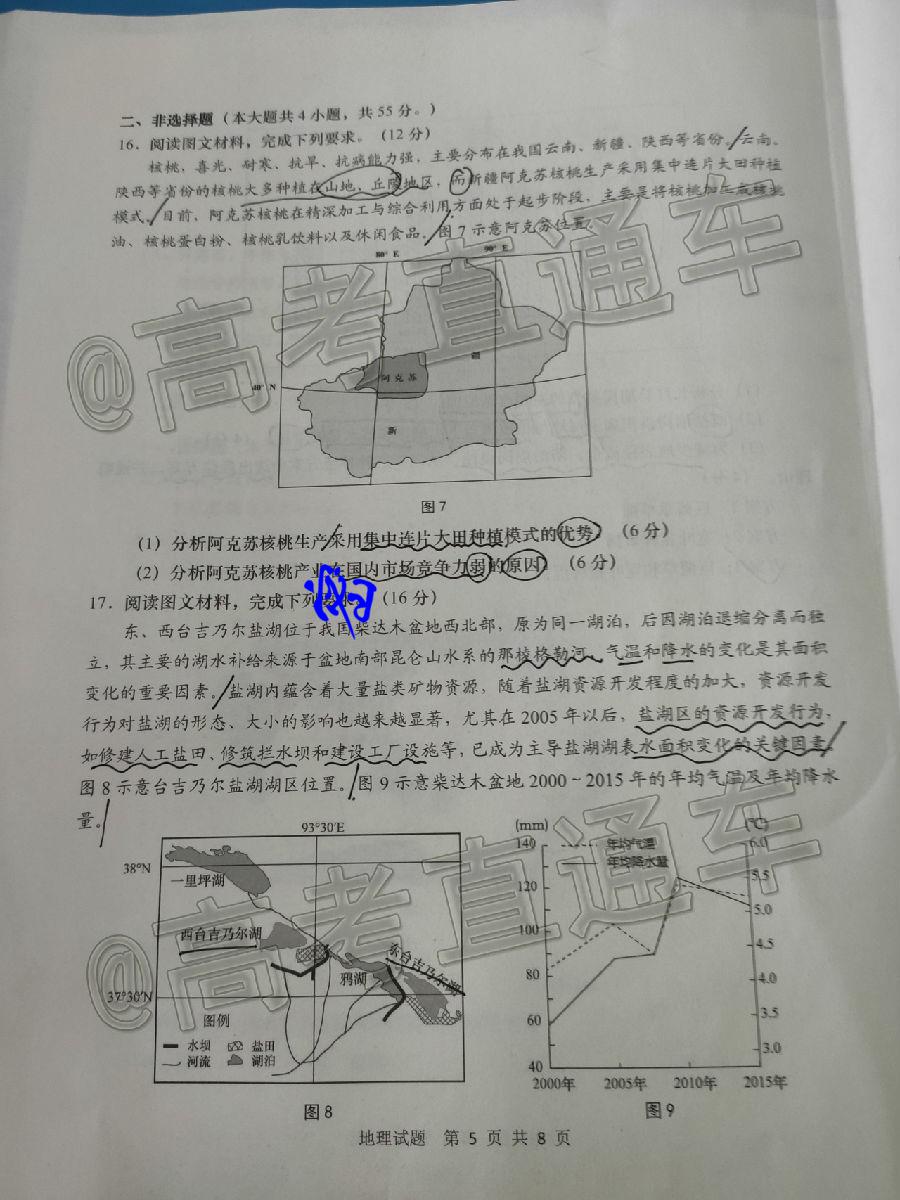 二、非选择题（本大题共4小题，共55分。）
16．阅读图文材料，完成下列要求。（12分）
核桃，喜光、耐寒、抗旱、抗病能力强，主要分布在我国云南、新疆、陕西等省份。云南、
陕西等省份的核桃大多种植在山地、丘陵地区，而新疆阿克苏核桃生产采用集中连片大田种植
模式。目前，阿克苏核桃在精深加工与综合利用方面处于起步阶段，主要是将核桃加工成核桃
油、核桃蛋白粉、核桃乳饮料以及休闲食品。图7示意阿克苏位置。
80°E
90°E
疆
阿克苏
40°N
新
@高考直通车
图7
（1）分析阿克苏核桃生产采用集中连片大田种植模式的优势。（6分）
（2）分析阿克苏核桃产业在国内市场竞争力弱的原因。（6分）
17．阅读图文材料，完成下列要求。（16分）
东、西台吉乃尔盐湖位于我国柴达木盆地西北部，原为同一湖泊，后因湖泊退缩分离而独
立，其主要的湖水补给来源于盆地南部昆仑山水系的那棱格勒河，气温和降水的变化是其面积
变化的重要因素。盐湖内蕴含着大量盐类矿物资源，随着盐湖资源开发程度的加大，资源开发
行为对盐湖的形态、大小的影响也越来越显著，尤其在2005年以后，盐湖区的资源开发行为，
如修建人工盐田、修筑拦水坝和建设工厂设施等，已成为主导盐湖湖表水面积变化的关键因素。
图8示意台吉乃尔盐湖湖区位置。图9示意柴达木盆地2000~2015年的年均气温及年均降水
量。
93°30′E
38°N
一里坪湖
西台吉乃尔湖
东台吉乃尔湖
鸦湖
37°30′N
图例
水坝 盐田
河流 湖泊
图8
(mm) (℃)
140 年均气温 6.0
年均降水量
120 5.5
5.0
100
4.5
80 4.0
3.5
60
3.0
40
2000年 2005年 2010年 2015年
图9
@高考直通车
地理试题 第 5 页 共 8 页